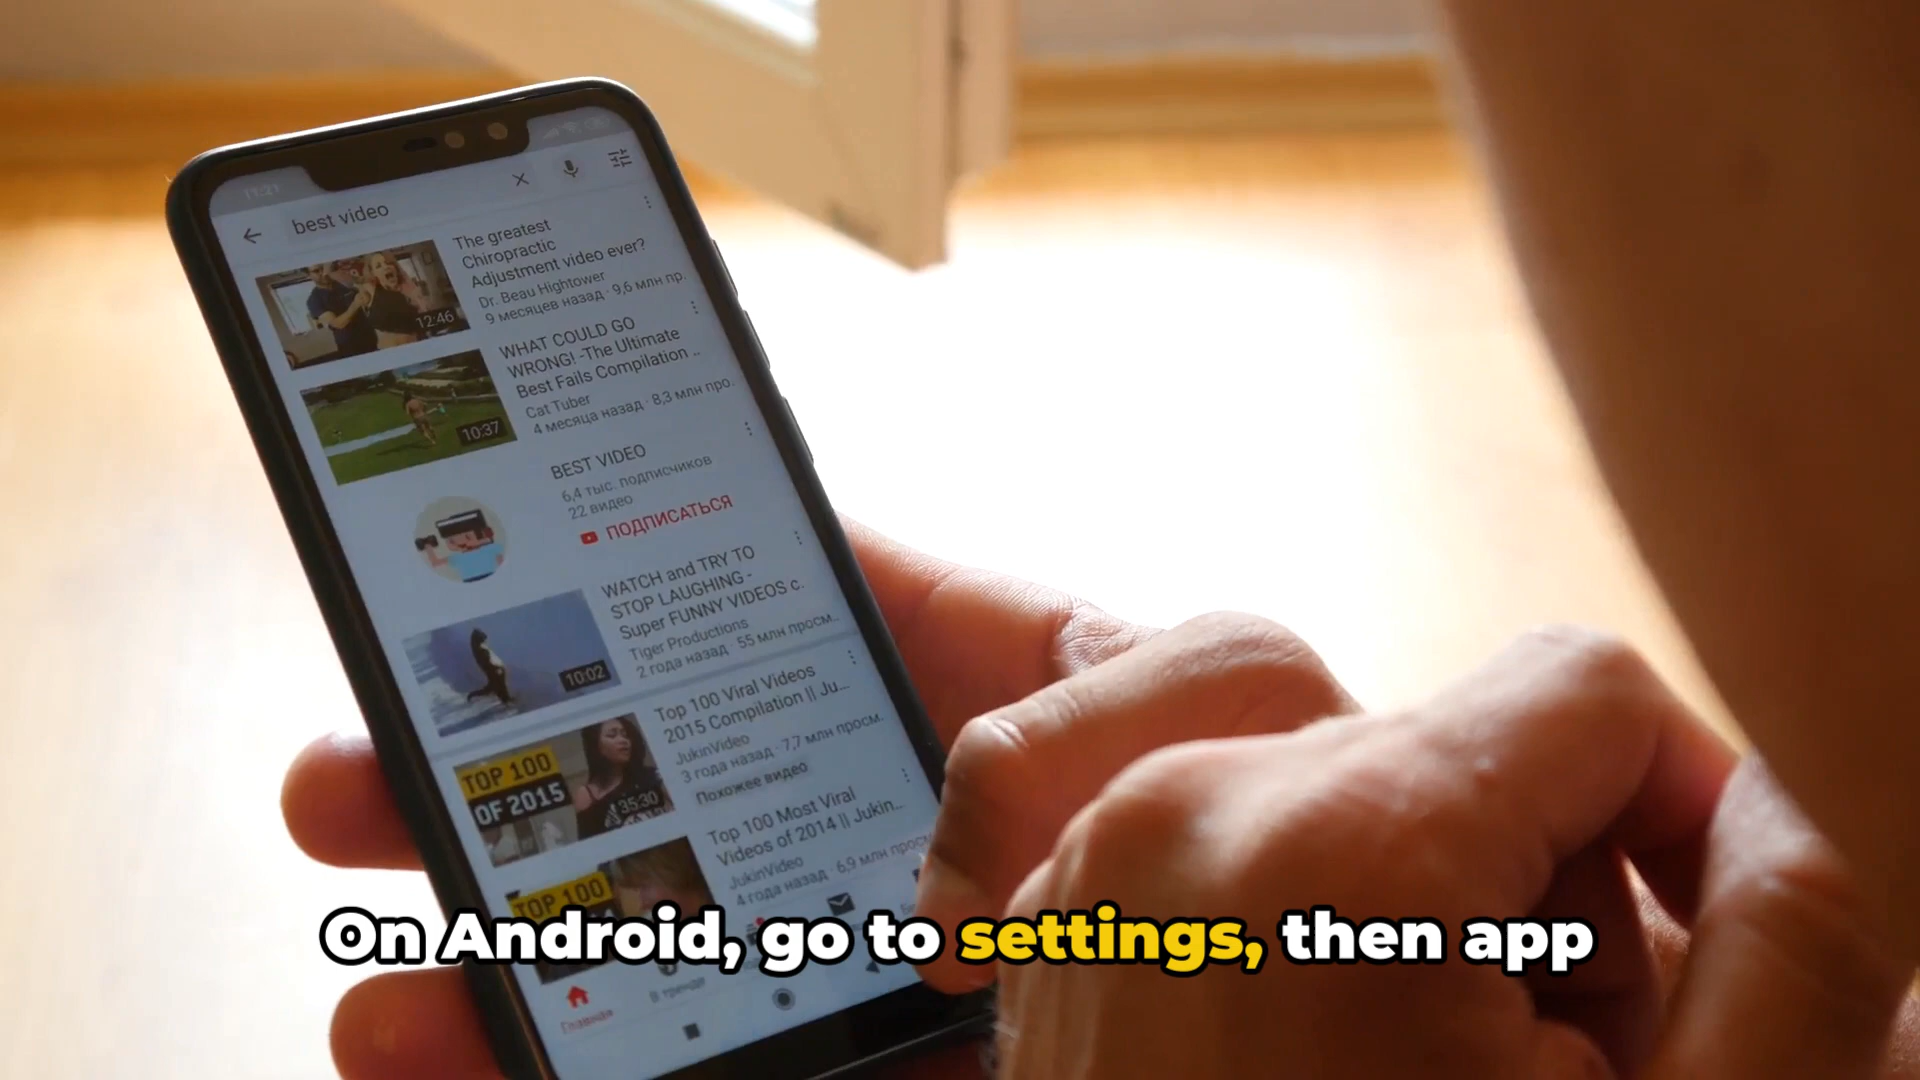 11:21
best video
The greatest
Chiropractic
Adjustment video ever?
Dr. Beau Hightower
9 месяцев назад · 9,6 млн пр.
12:46
WHAT COULD GO
WRONG! -The Ultimate
Best Fails Compilation ..
Cat Tuber
4 месяца назад · 8,3 млн про.
10:37
BEST VIDEO
6,4 тыс. подписчиков
22 видео
ПОДПИСАТЬСЯ
WATCH and TRY TO
STOP LAUGHING -
Super FUNNY VIDEOS c.
Tiger Productions
2 года назад · 55 млн просм..
10:02
Top 100 Viral Videos
2015 Compilation || Ju...
JukinVideo
3 года назад · 7,7 млн просм.
Похожее видео
TOP 100
OF 2015
35:30
Top 100 Most Viral
Videos of 2014 || Jukin...
JukinVideo
4 года назад · 6,9 млн просм
TOP 100
On Android, go to settings, then app
Главная
В тренде